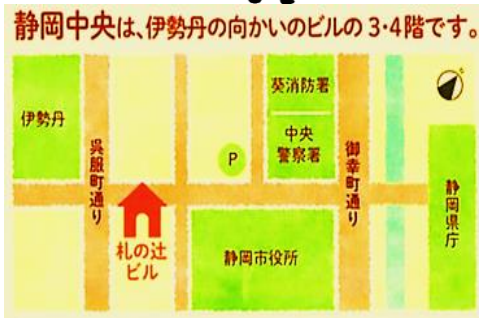 静岡中央は、伊勢丹の向かいのビルの3・4階です。
伊勢丹
呉服町通り
札の辻
ビル
P
葵消防署
中央
警察署
御幸町通り
静岡市役所
静岡県庁